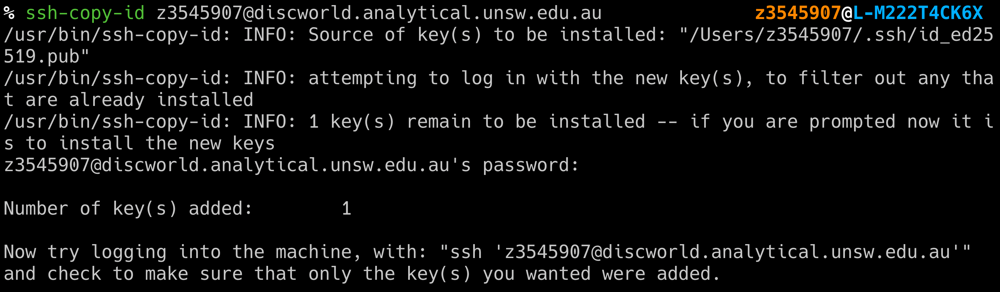 % ssh-copy-id z3545907@discworld.analytical.unsw.edu.au z3545907@L-M222T4CK6X
/usr/bin/ssh-copy-id: INFO: Source of key(s) to be installed: "/Users/z3545907/.ssh/id_ed25
519.pub"
/usr/bin/ssh-copy-id: INFO: attempting to log in with the new key(s), to filter out any tha
t are already installed
/usr/bin/ssh-copy-id: INFO: 1 key(s) remain to be installed -- if you are prompted now it i
s to install the new keys
z3545907@discworld.analytical.unsw.edu.au's password:
Number of key(s) added:        1
Now try logging into the machine, with: "ssh 'z3545907@discworld.analytical.unsw.edu.au'"
and check to make sure that only the key(s) you wanted were added.